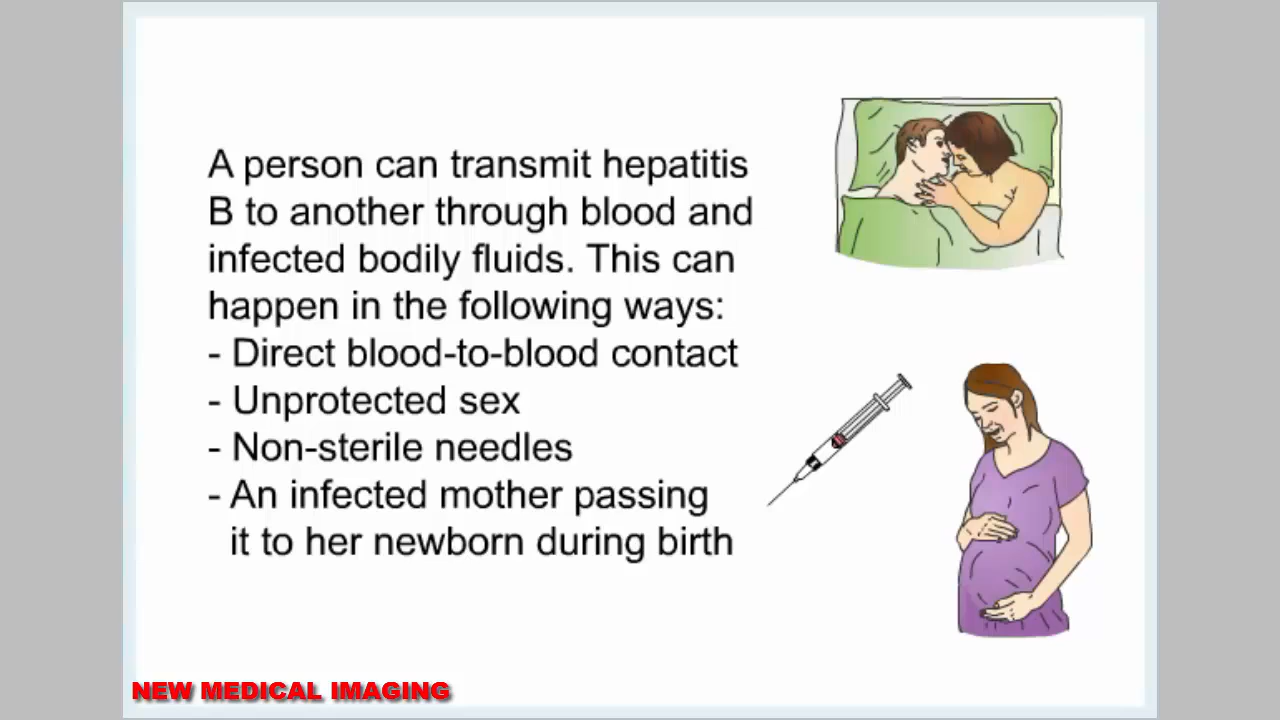 A person can transmit hepatitis
B to another through blood and
infected bodily fluids. This can
happen in the following ways:
- Direct blood-to-blood contact
- Unprotected sex
- Non-sterile needles
- An infected mother passing
it to her newborn during birth
NEW MEDICAL IMAGING